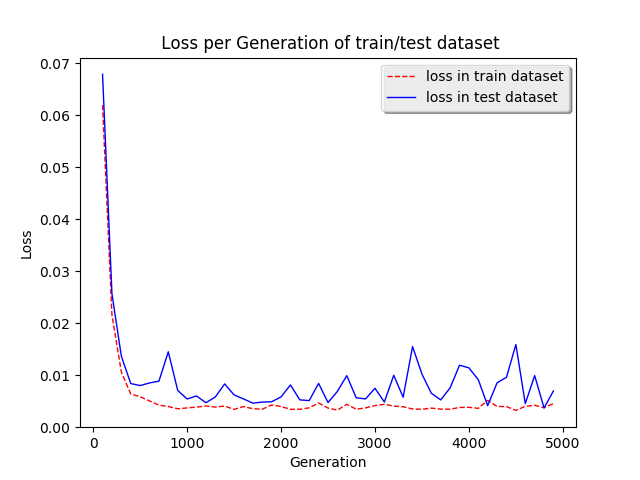 Loss per Generation of train/test dataset
loss in train dataset
loss in test dataset
0.07
0.06
0.05
0.04
0.03
0.02
0.01
0.00
Loss
0
1000
2000
3000
4000
5000
Generation